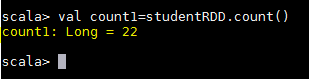 scala> val count1=studentRDD.count()
count1: Long = 22
scala>